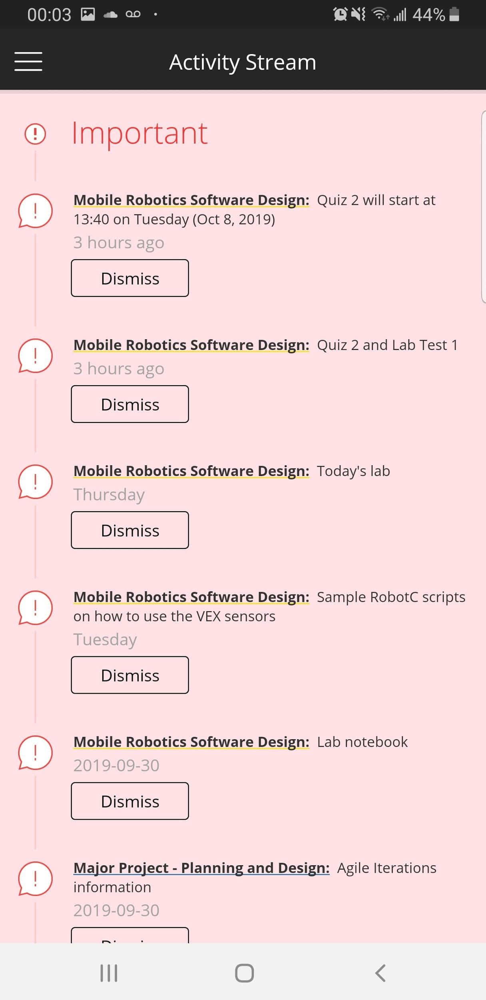 00:03
44%
Activity Stream
Important
Mobile Robotics Software Design: Quiz 2 will start at
13:40 on Tuesday (Oct 8, 2019)
3 hours ago
Dismiss
Mobile Robotics Software Design: Quiz 2 and Lab Test 1
3 hours ago
Dismiss
Mobile Robotics Software Design: Today's lab
Thursday
Dismiss
Mobile Robotics Software Design: Sample RobotC scripts
on how to use the VEX sensors
Tuesday
Dismiss
Mobile Robotics Software Design: Lab notebook
2019-09-30
Dismiss
Major Project - Planning and Design: Agile Iterations
information
2019-09-30